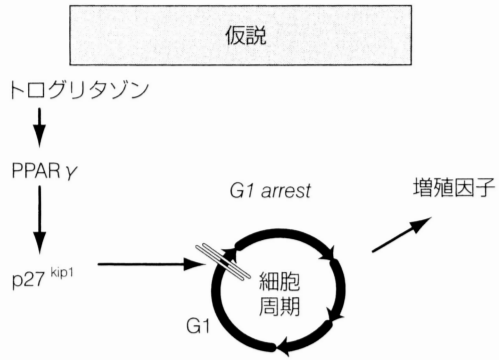 仮説
トログリタゾン
PPAR γ
G1 arrest
増殖因子
p27 kip1
細胞
周期
G1